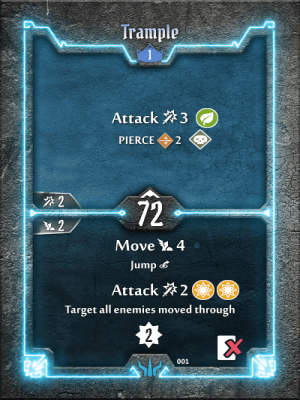 Trample
1
Attack 3
PIERCE 2
2
72
2
Move 4
Jump
Attack 2
Target all enemies moved through
2
001